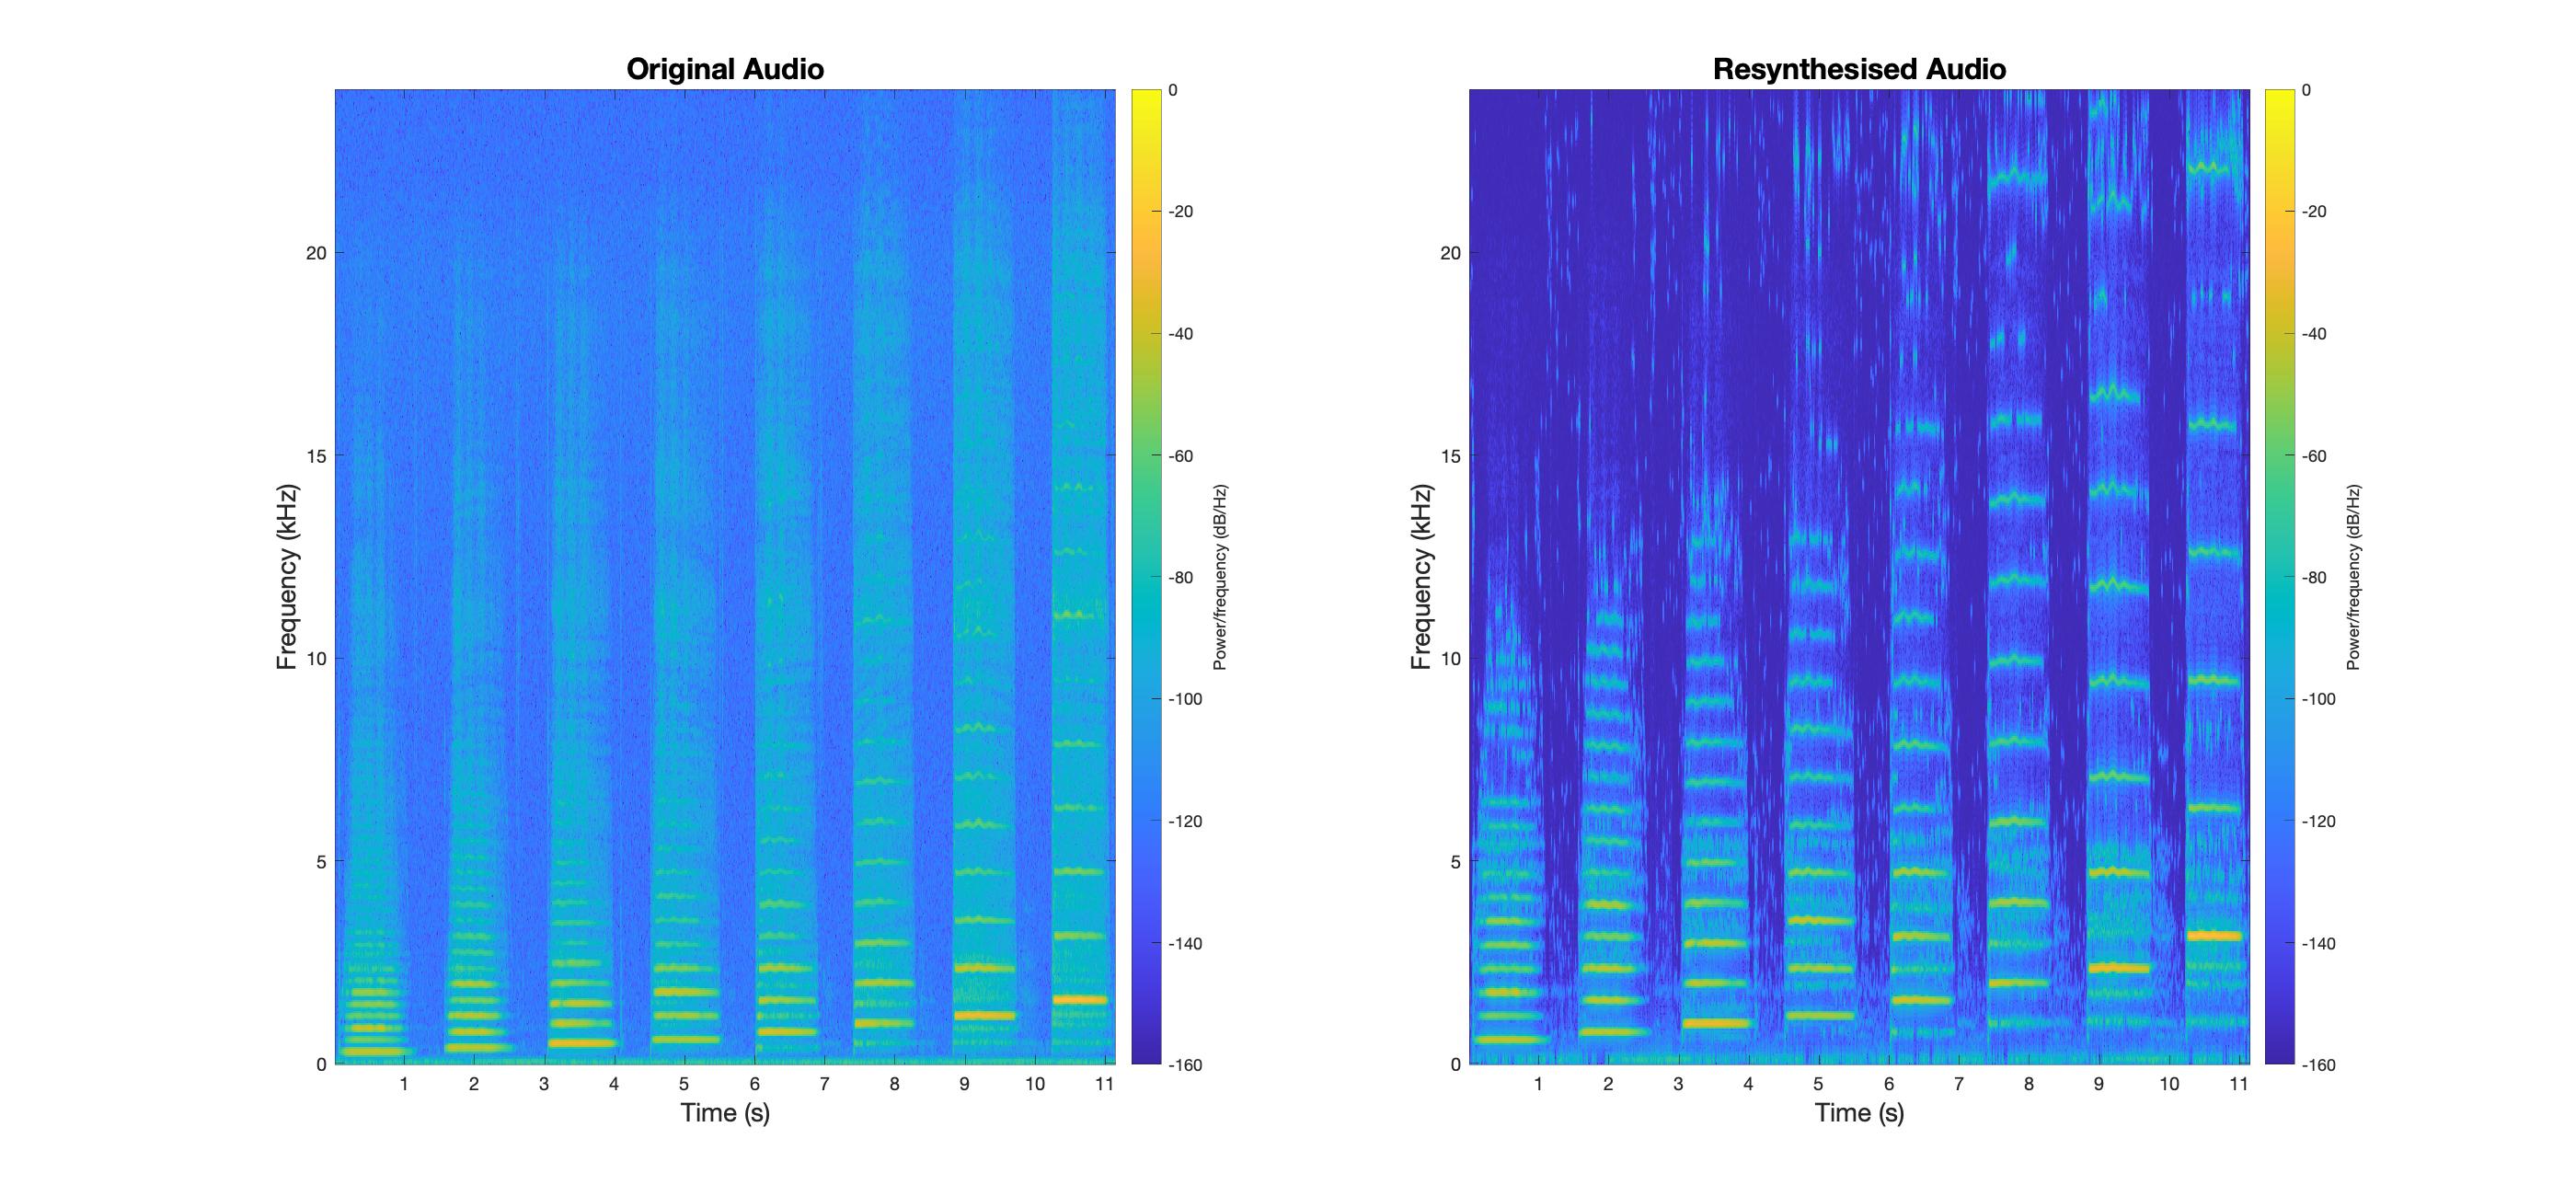 Original Audio
Frequency (kHz)
20
15
10
5
0
1 2 3 4 5 6 7 8 9 10 11
Time (s)
0
-20
-40
-60
-80
-100
-120
-140
-160
Power/frequency (dB/Hz)
Resynthesised Audio
Frequency (kHz)
20
15
10
5
0
1 2 3 4 5 6 7 8 9 10 11
Time (s)
0
-20
-40
-60
-80
-100
-120
-140
-160
Power/frequency (dB/Hz)